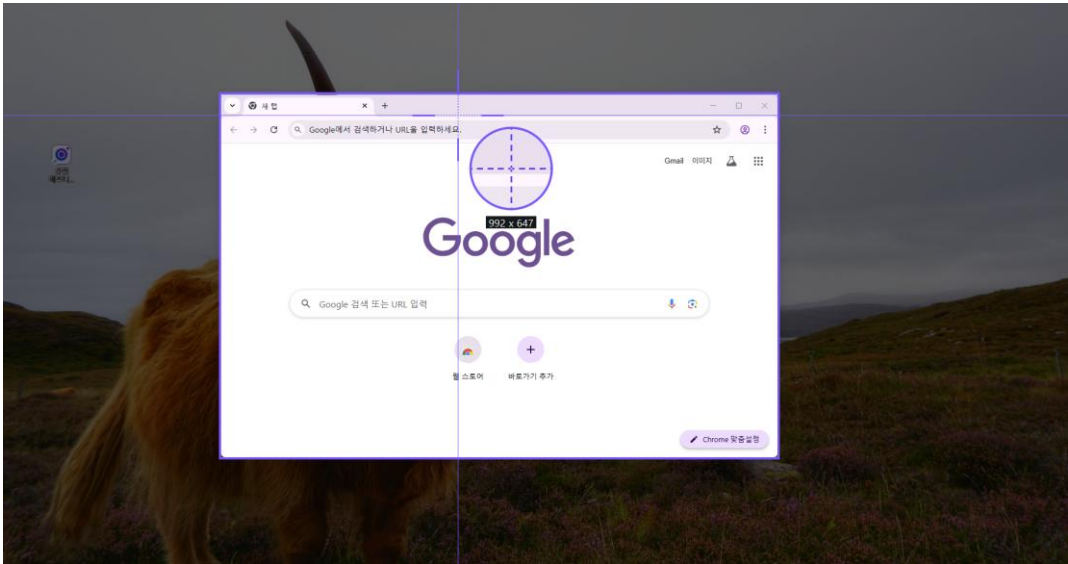 새 탭
Google에서 검색하거나 URL을 입력하세요.
Gmail 이미지
992 x 647
Google
Google 검색 또는 URL 입력
웹 스토어 바로가기 추가
Chrome 맞춤설정